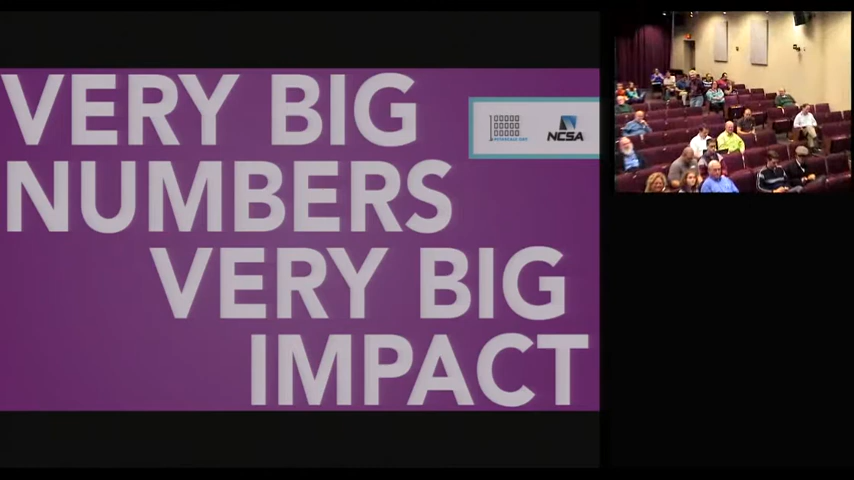 VERY BIG
NUMBERS
VERY BIG
IMPACT
NCSA